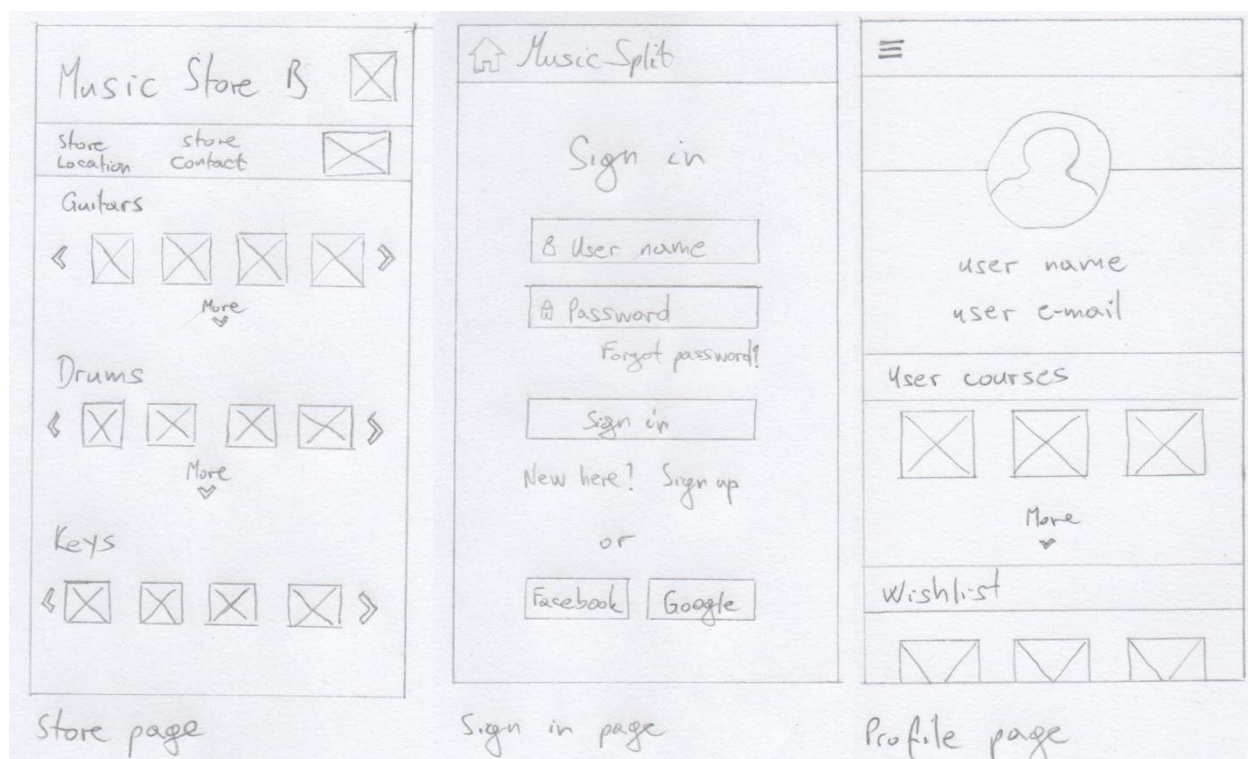 Music Store B
Store Location
store Contact
Guitars
More
Drums
More
Keys
Store page
Music Split
Sign in
User name
Password
Forgot password?
Sign in
New here? Sign up
or
Facebook
Google
Sign in page
user name
user e-mail
User courses
More
Wishlist
Profile page